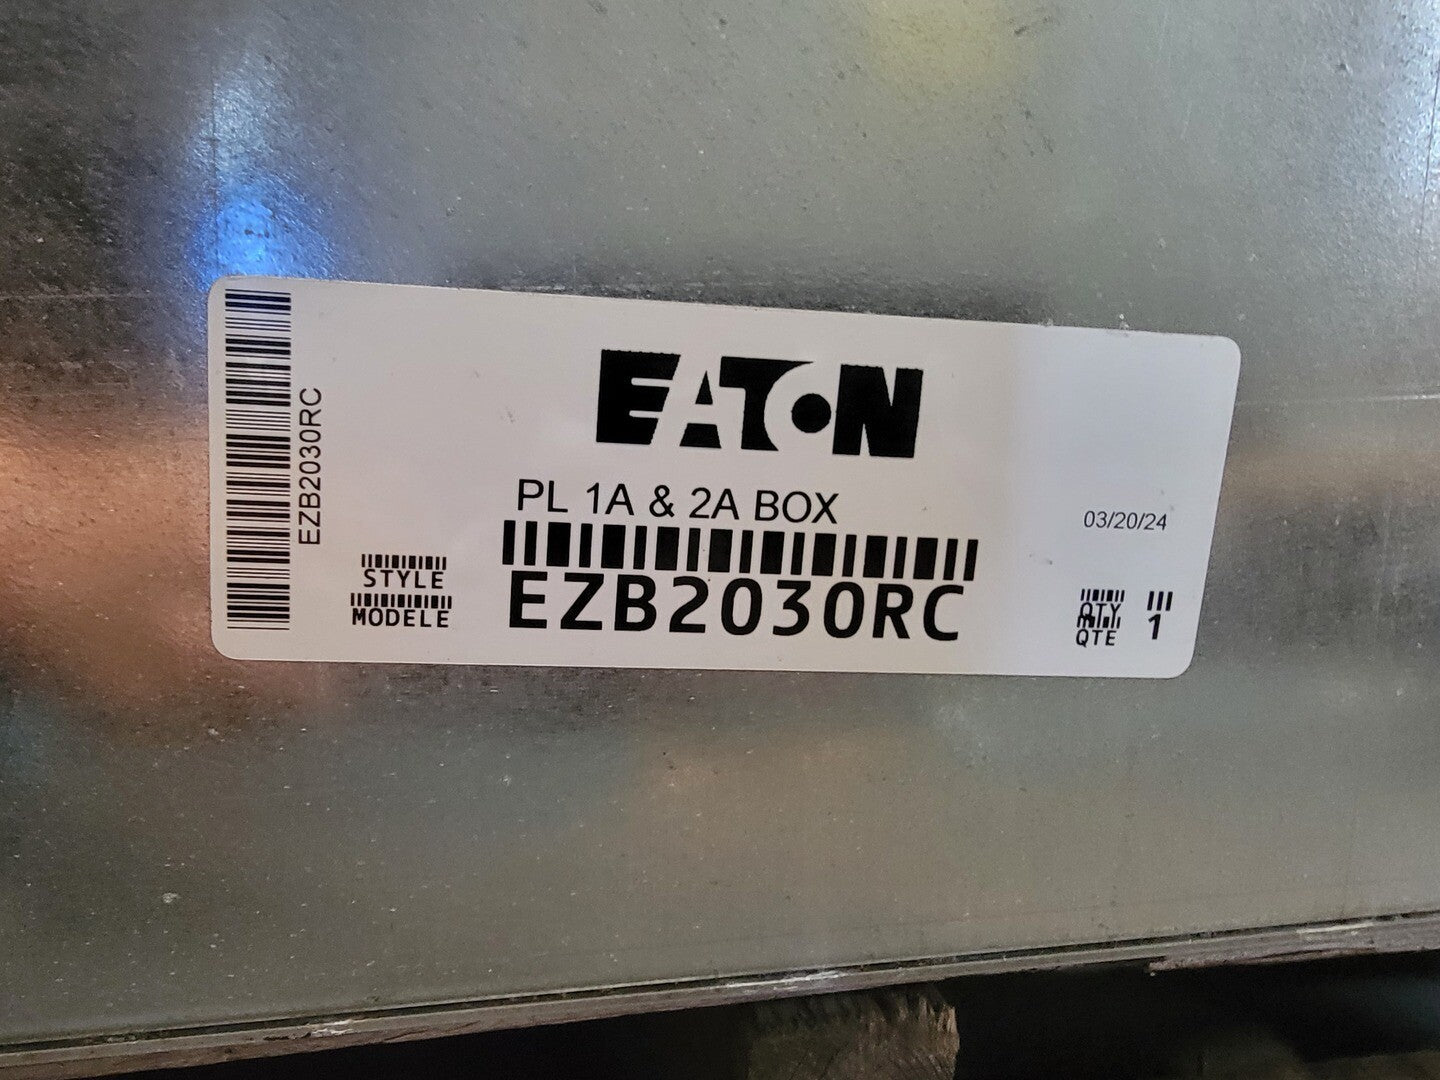 EZB2030RC
EATON
PL 1A & 2A BOX
03/20/24
STYLE
MODELE
EZB2030RC
QTY
QTE
1